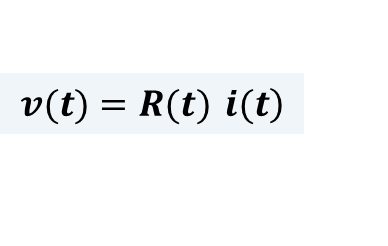 v(t) = R(t) i(t)